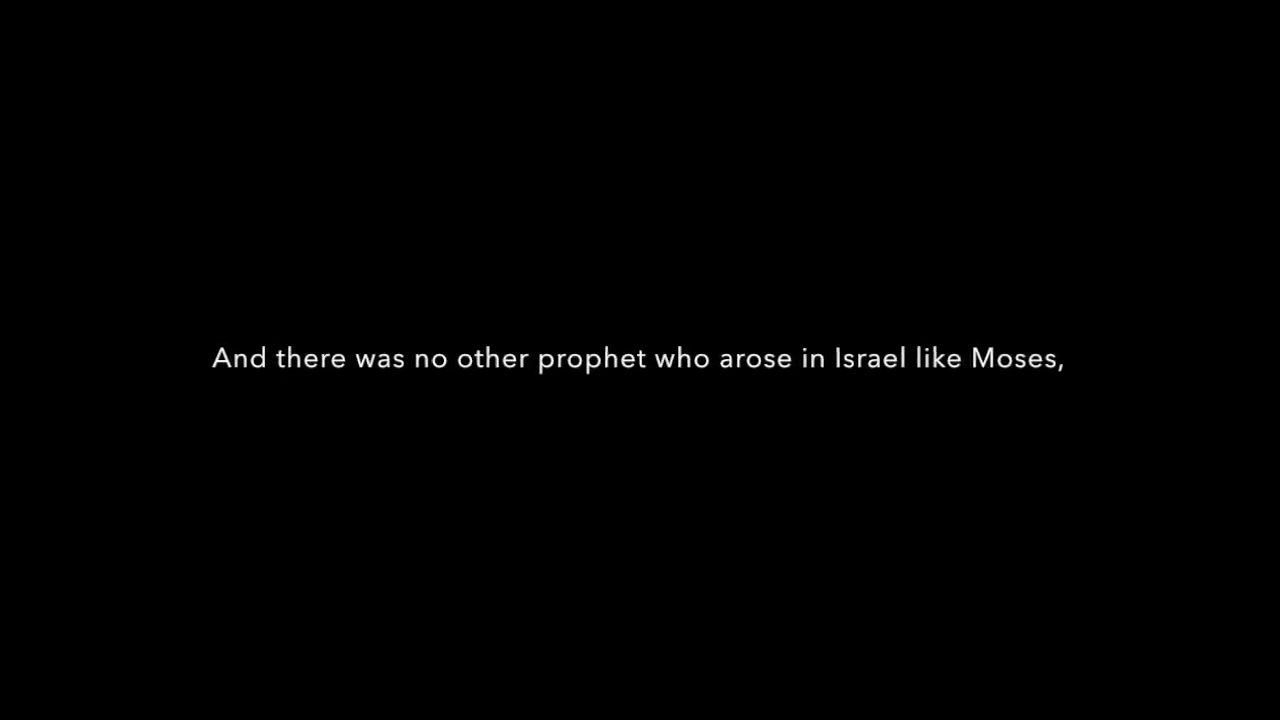 And there was no other prophet who arose in Israel like Moses,